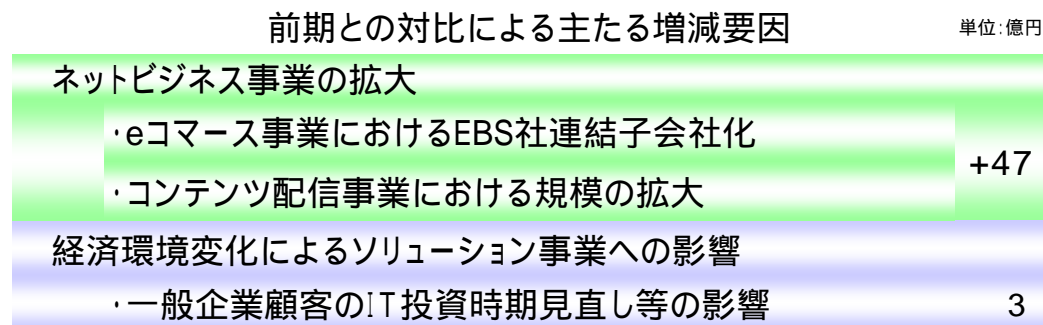 前期との対比による主たる増減要因 単位:億円
ネットビジネス事業の拡大
・eコマース事業におけるEBS社連結子会社化
+47
・コンテンツ配信事業における規模の拡大
経済環境変化によるソリューション事業への影響
・一般企業顧客のIT投資時期見直し等の影響 3